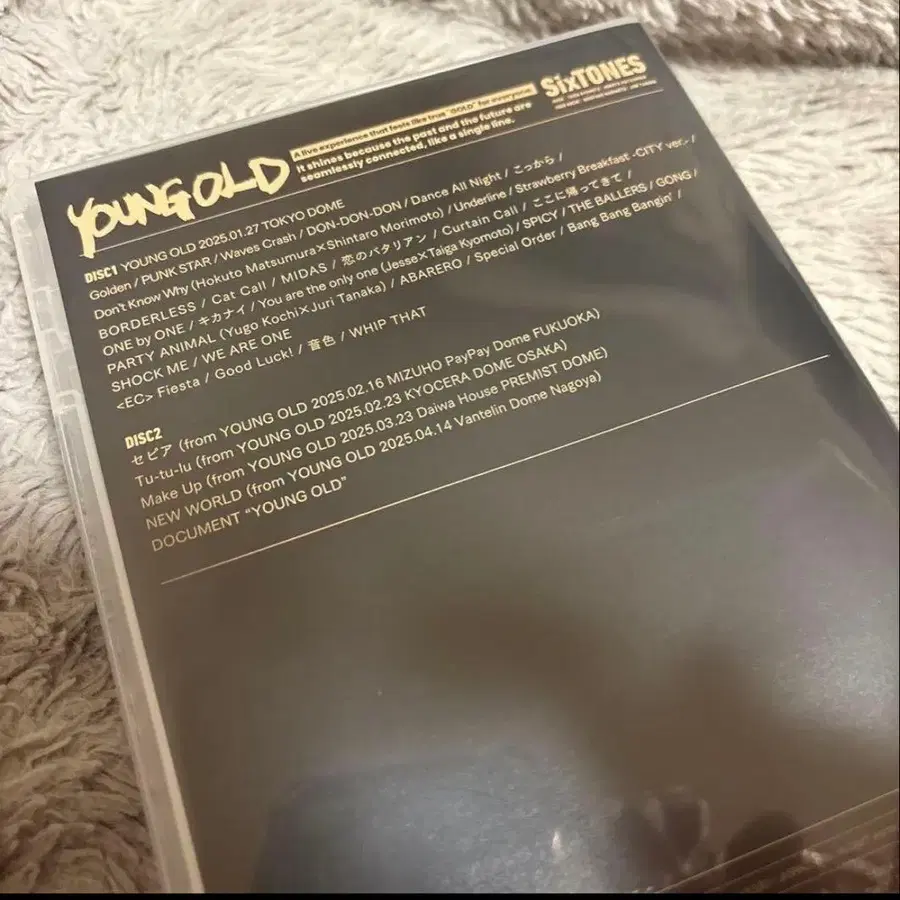 YOUNG OLD
A live experience that feels like true "GOLD" for everyone.
It shines because the past and the future are
seamlessly connected, like a single line.
SixTONES
DISC1 YOUNG OLD 2025.01.27 TOKYO DOME
Golden / PUNK STAR / Waves Crash / DON-DON-DON / Dance All Night / こっから /
Don't Know Why (Hokuto Matsumura×Shintaro Morimoto) / Underline / Strawberry Breakfast -CITY ver.- /
BORDERLESS / Cat Call / MIDAS / 恋のバタリアン / Curtain Call / ここに帰ってきて /
ONE by ONE / キカナイ / You are the only one (Jesse×Taiga Kyomoto) / SPICY / THE BALLERS / GONG /
PARTY ANIMAL (Yugo Kochi×Juri Tanaka) / ABARERO / Special Order / Bang Bang Bangin' /
SHOCK ME / WE ARE ONE
<EC> Fiesta / Good Luck! / 音色 / WHIP THAT
DISC2
セビア (from YOUNG OLD 2025.02.16 MIZUHO PayPay Dome FUKUOKA)
Tu-tu-lu (from YOUNG OLD 2025.02.23 KYOCERA DOME OSAKA)
Make Up (from YOUNG OLD 2025.03.23 Daiwa House PREMIST DOME)
NEW WORLD (from YOUNG OLD 2025.04.14 Vantelin Dome Nagoya)
DOCUMENT "YOUNG OLD"